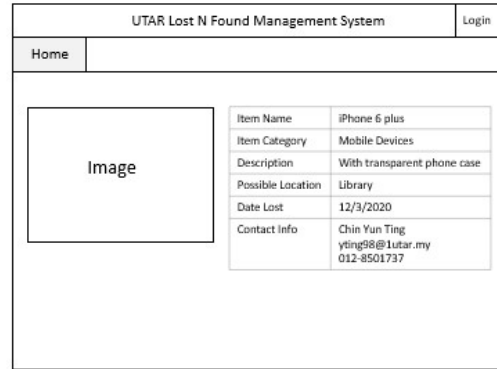 UTAR Lost N Found Management System Login
Home
Image
Item Name iPhone 6 plus
Item Category Mobile Devices
Description With transparent phone case
Possible Location Library
Date Lost 12/3/2020
Contact Info Chin Yun Ting
yting98@1utar.my
012-8501737